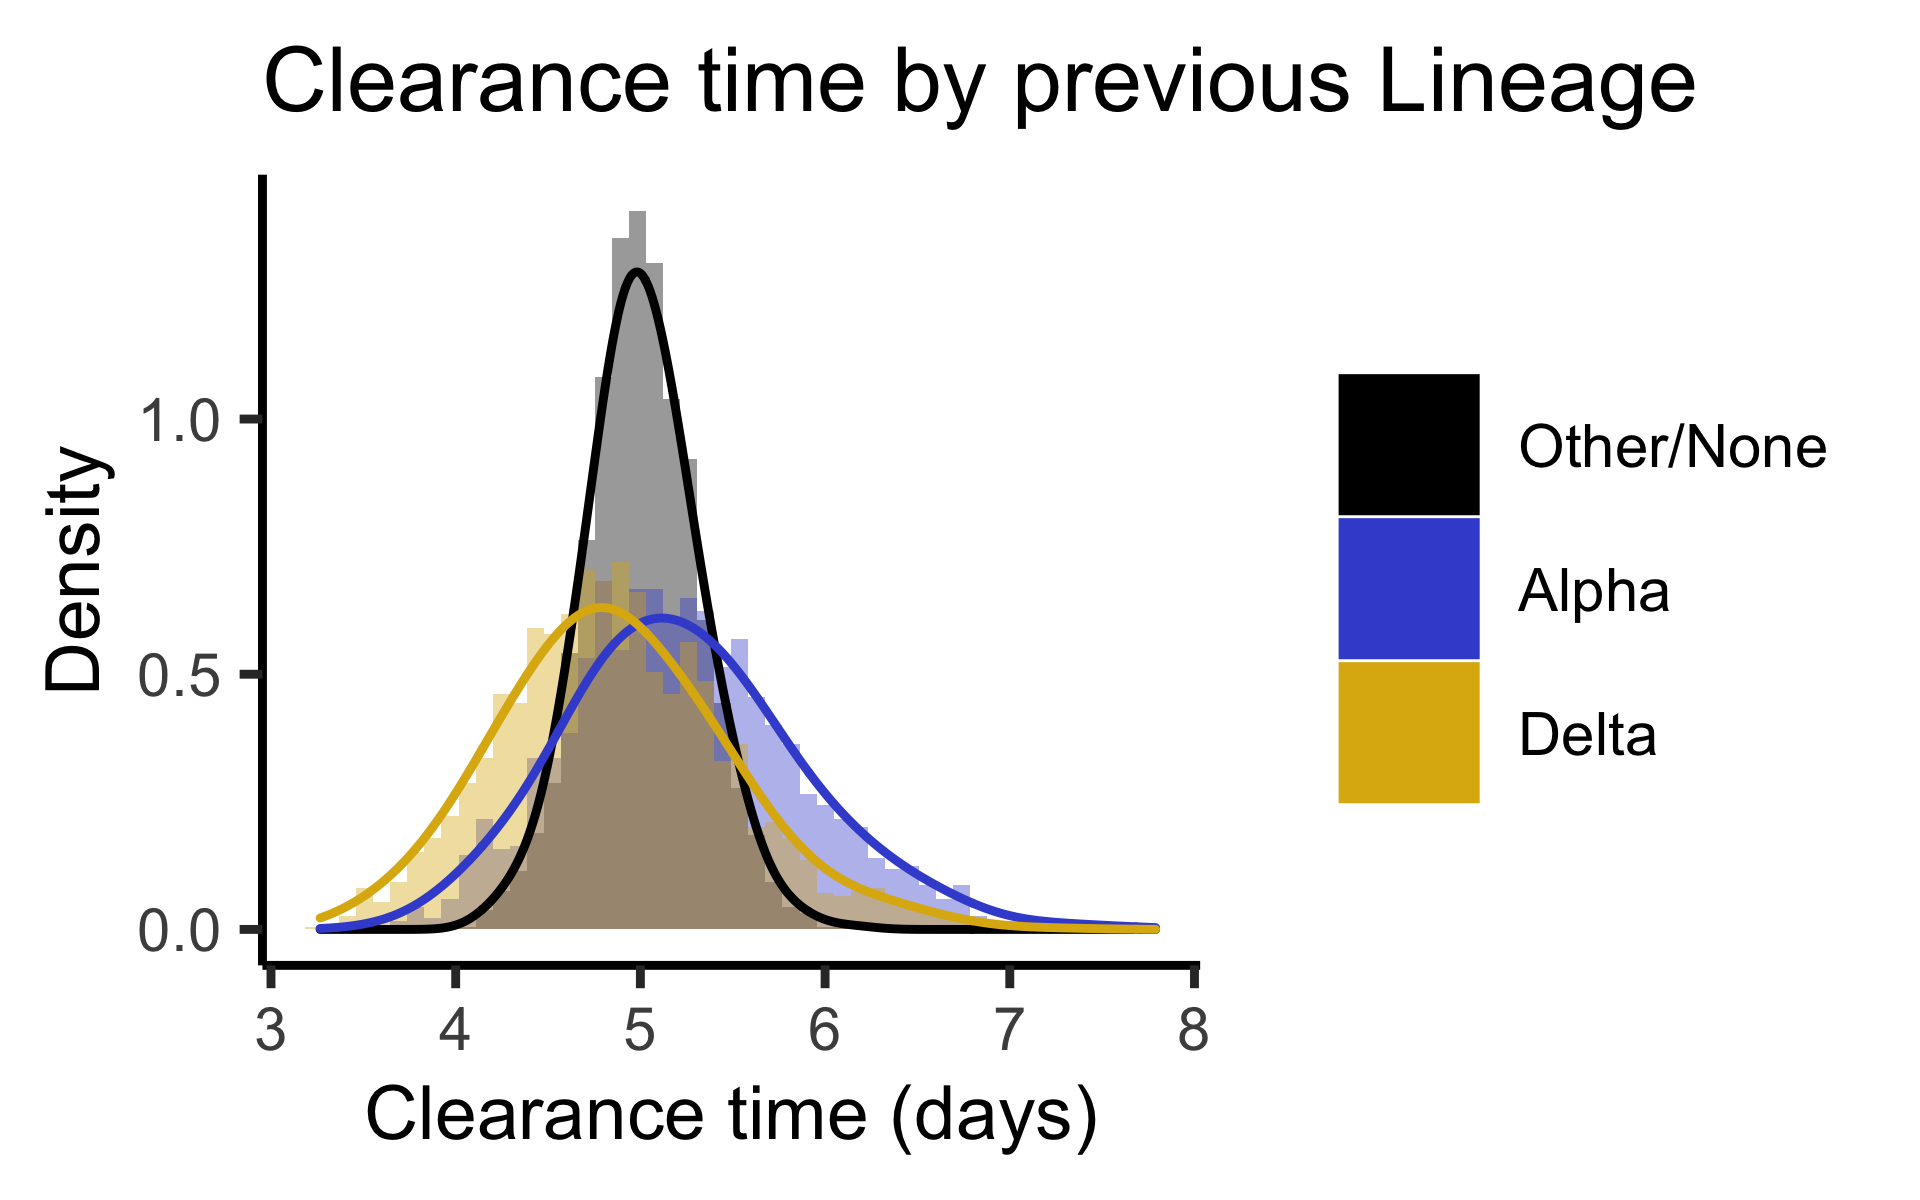 Clearance time by previous Lineage
Density
1.0
0.5
0.0
3 4 5 6 7 8
Clearance time (days)
Other/None
Alpha
Delta